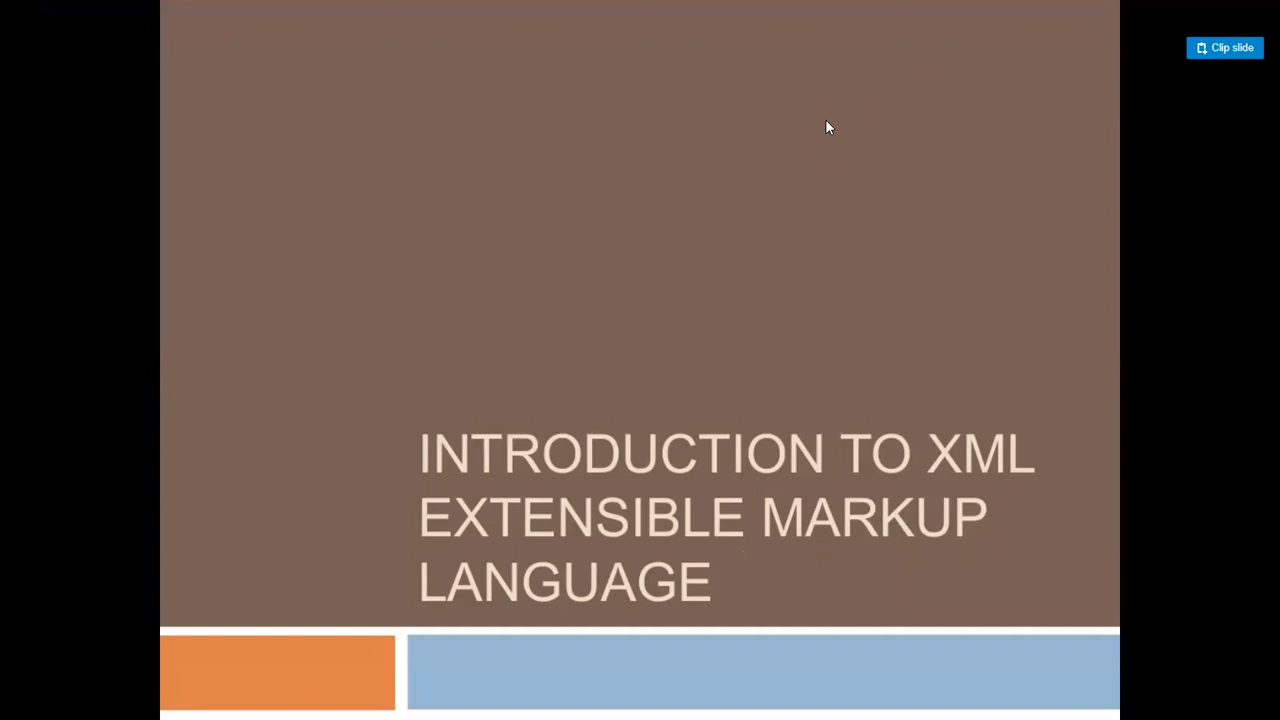 Clip slide
INTRODUCTION TO XML
EXTENSIBLE MARKUP
LANGUAGE